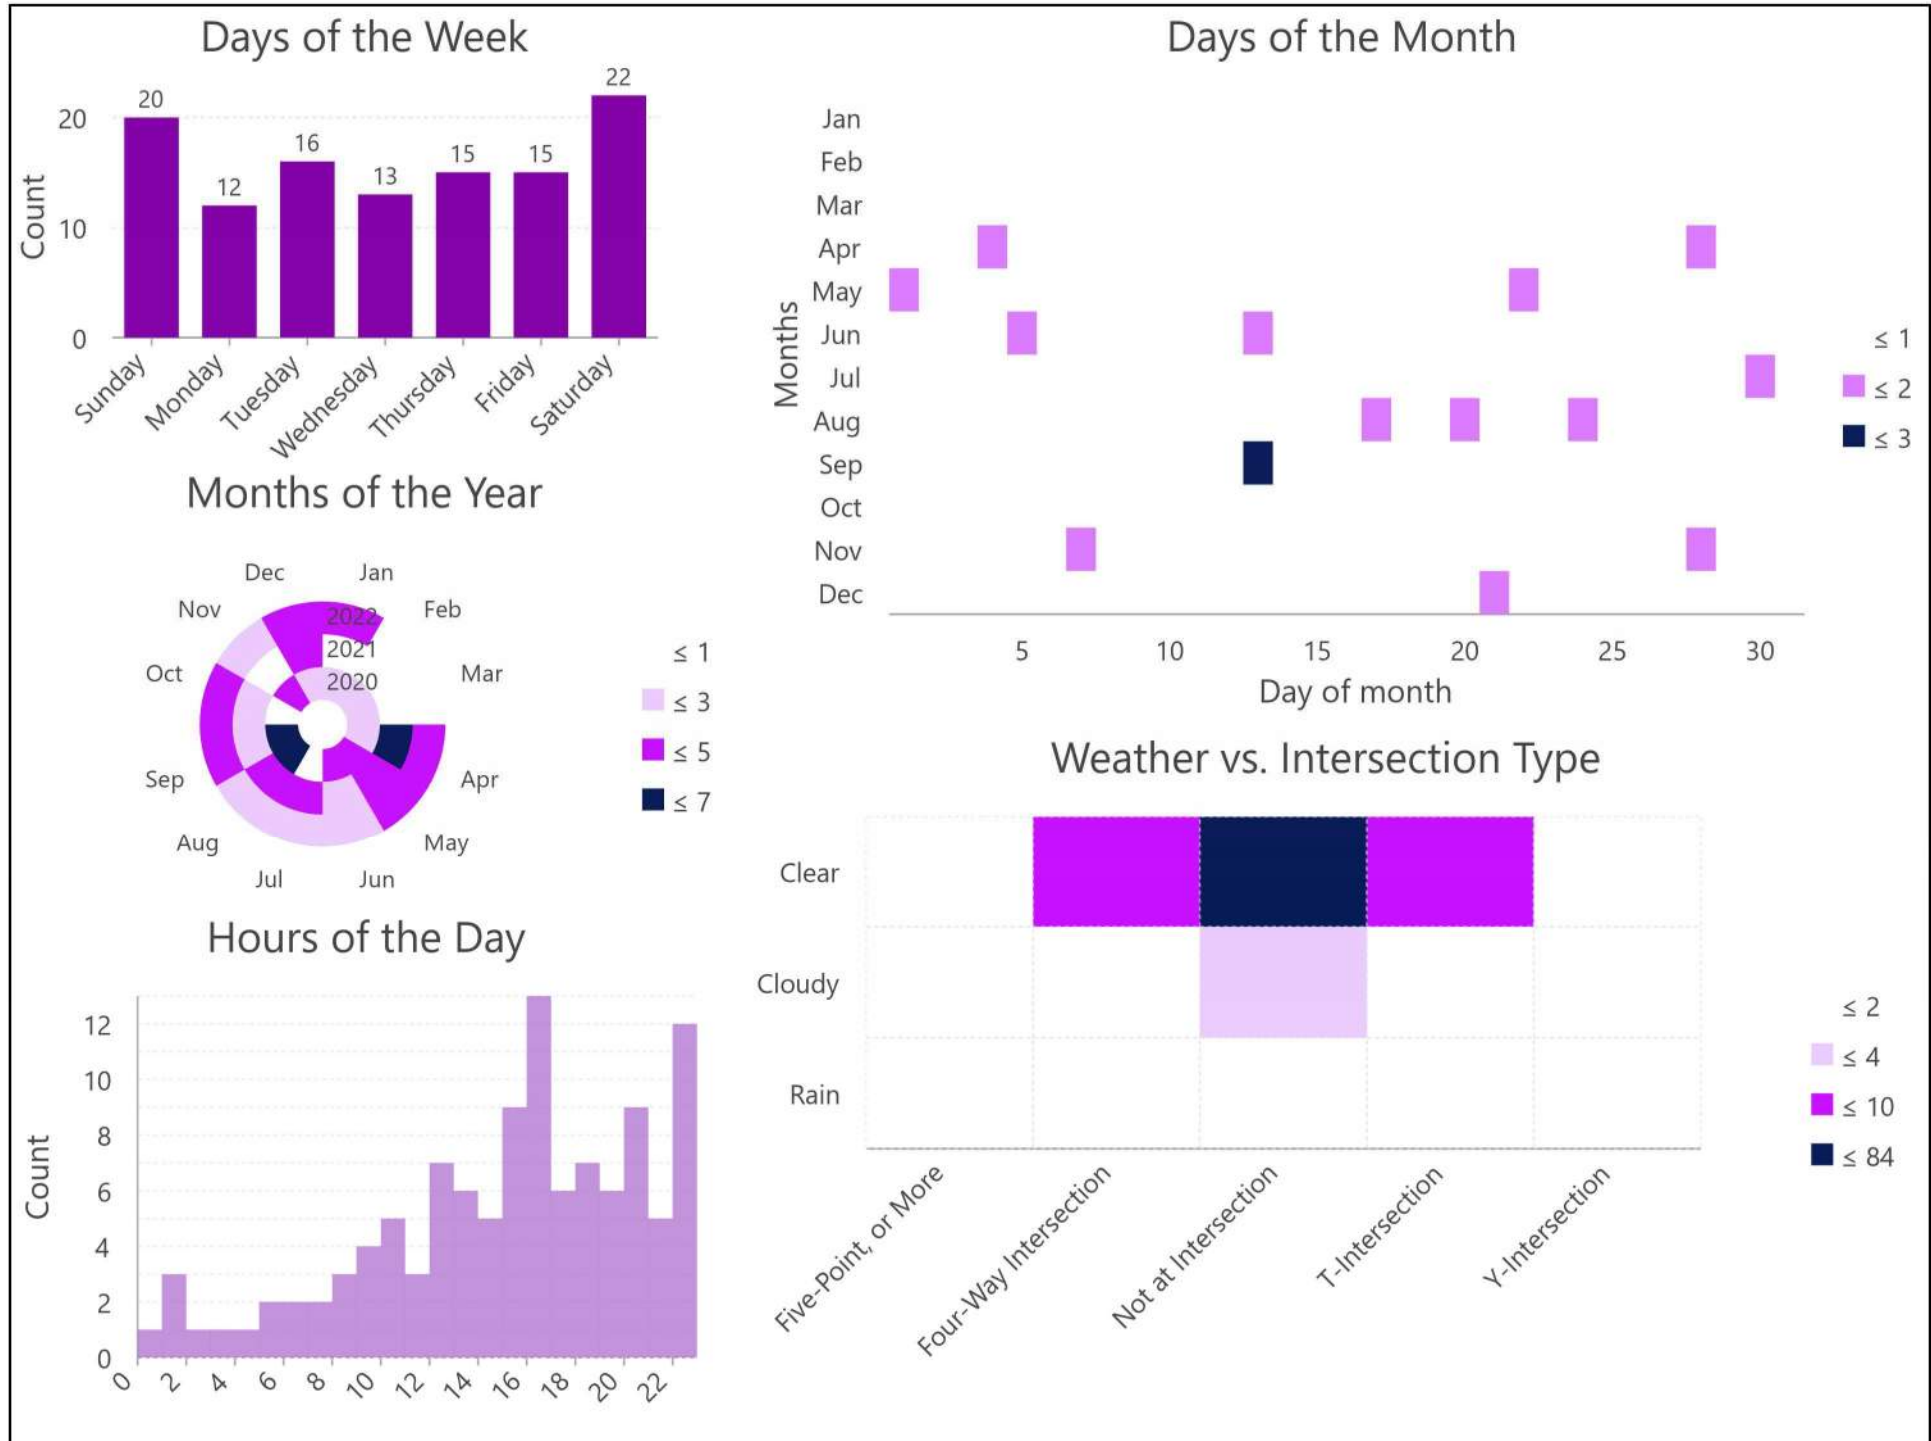 Days of the Week
Count
20
10
0
20
12
16
13
15
15
22
Sunday
Monday
Tuesday
Wednesday
Thursday
Friday
Saturday
Months of the Year
Dec
Jan
Nov
Feb
Oct
Mar
Sep
Apr
Aug
May
Jul
Jun
2022
2021
2020
≤ 1
≤ 3
≤ 5
≤ 7
Hours of the Day
Count
12
10
8
6
4
2
0
0
2
4
6
8
10
12
14
16
18
20
22
Days of the Month
Months
Jan
Feb
Mar
Apr
May
Jun
Jul
Aug
Sep
Oct
Nov
Dec
5
10
15
20
25
30
Day of month
≤ 1
≤ 2
≤ 3
Weather vs. Intersection Type
Clear
Cloudy
Rain
Five-Point, or More
Four-Way Intersection
Not at Intersection
T-Intersection
Y-Intersection
≤ 2
≤ 4
≤ 10
≤ 84